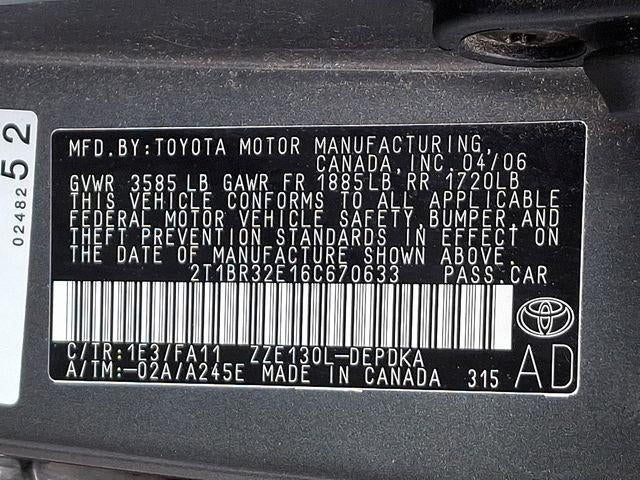 52
02482
MFD.BY:TOYOTA MOTOR MANUFACTURING,
CANADA,INC.04/06
GVWR 3585LB GAWR FR 1885LB RR 1720LB
THIS VEHICLE CONFORMS TO ALL APPLICABLE
FEDERAL MOTOR VEHICLE SAFETY,BUMPER,AND
THEFT PREVENTION STANDARDS IN EFFECT ON
THE DATE OF MANUFACTURE SHOWN ABOVE.
2T1BR32E16C670633 PASS.CAR
C/TR:1E3/FA11 ZZE130L-DEPDKA
A/TM:-02A/A245E MADE IN CANADA 315
AD